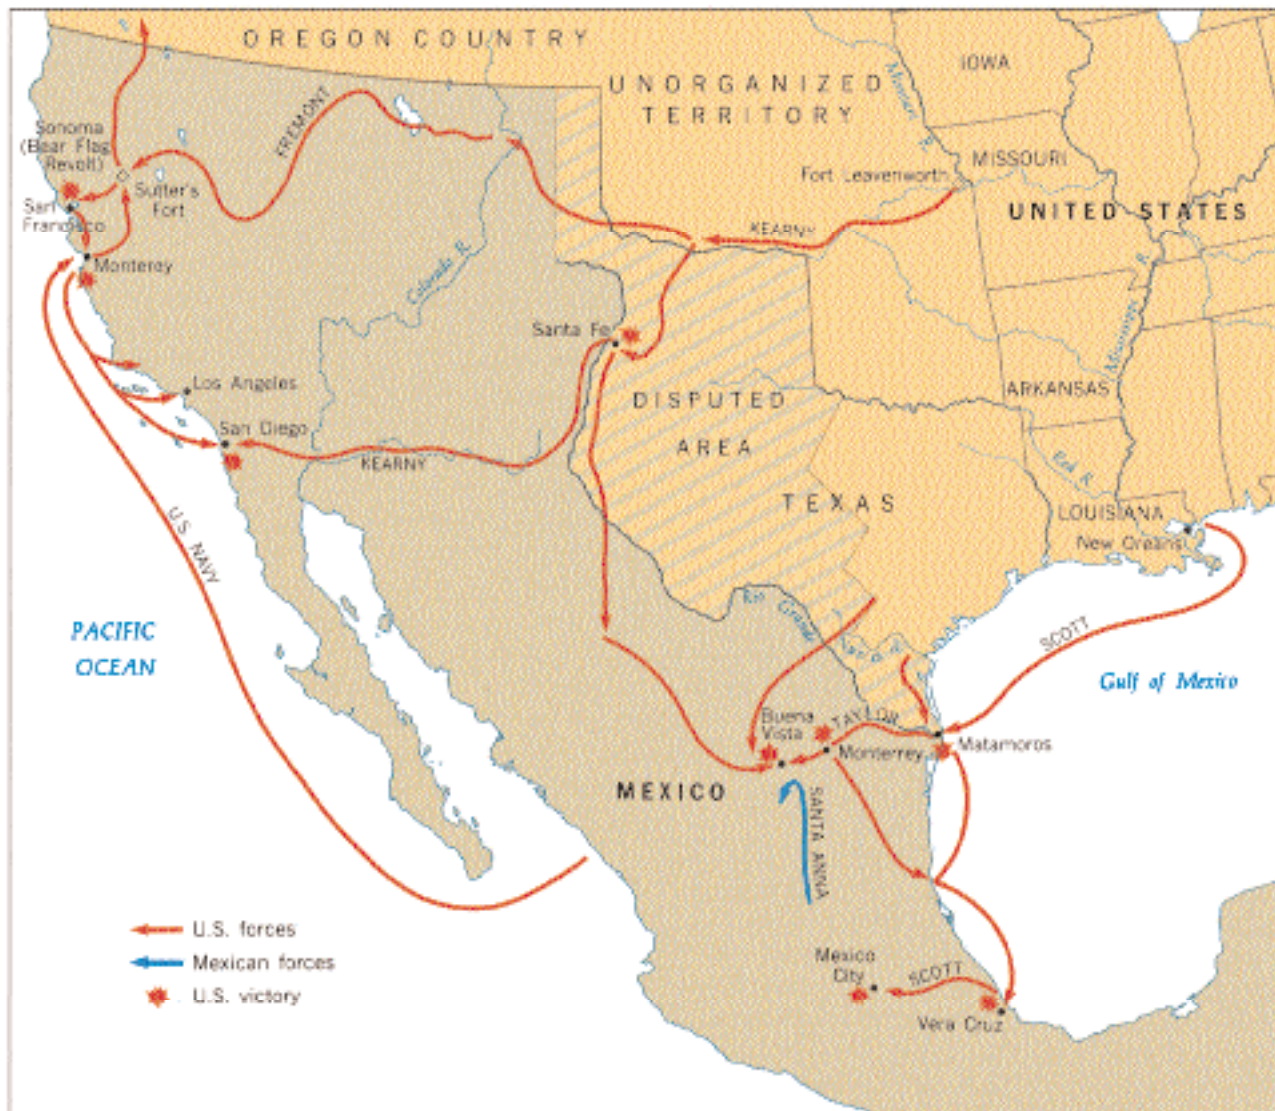 OREGON COUNTRY
UNORGANIZED
TERRITORY
IOWA
Missouri R.
MISSOURI
Fort Leavenworth
UNITED STATES
FREMONT
Sonoma
(Bear Flag
Revolt)
Sutter's
Fort
San
Francisco
Monterey
KEARNY
Colorado R.
Santa Fe
Mississippi R.
ARKANSAS
DISPUTED
AREA
Los Angeles
San Diego
KEARNY
Red R.
TEXAS
LOUISIANA
New Orleans
U.S. NAVY
Rio Grande
SCOTT
PACIFIC
OCEAN
Gulf of Mexico
Buena
Vista
TAYLOR
Monterrey
Matamoros
MEXICO
SANTA ANNA
U.S. forces
Mexican forces
U.S. victory
Mexico
City
SCOTT
Vera Cruz